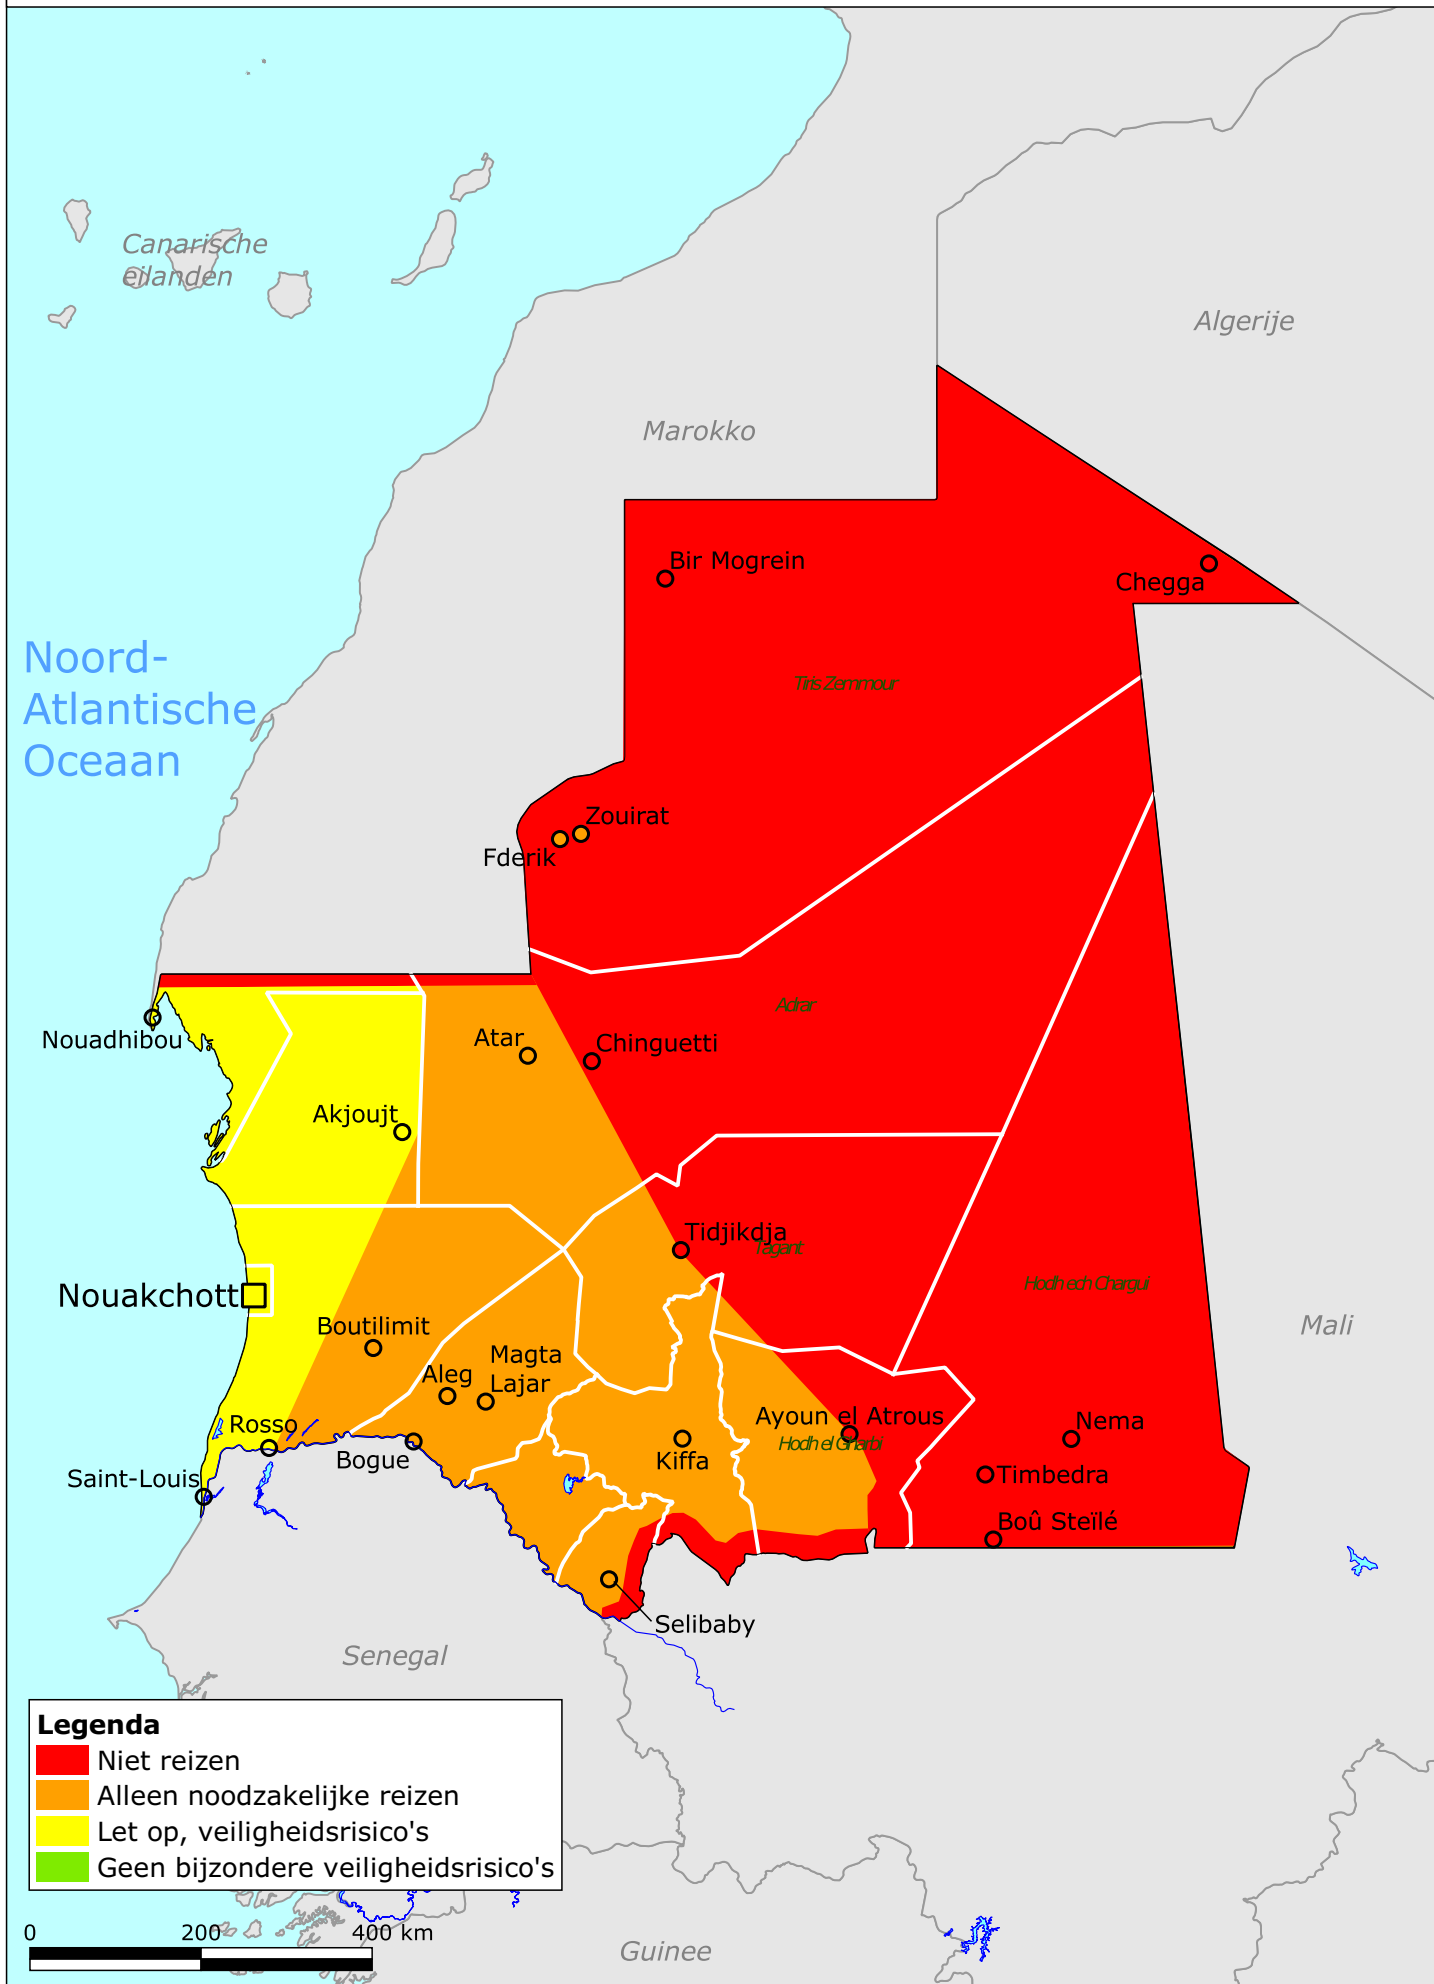 Canarische
eilanden
Algerije
Marokko
Bir Mogrein
Chegga
Noord-
Atlantische
Oceaan
Tiris Zemmour
Zouirat
Fderik
Adrar
Nouadhibou
Atar
Chinguetti
Akjoujt
Tidjikdja
Tagant
Hodh ech Chargui
Nouakchott
Boutilimit
Mali
Magta
Lajar
Aleg
Rosso
Ayoun el Atrous
Hodh el Gharbi
Nema
Bogue
Kiffa
Saint-Louis
Timbedra
Boû Steïlé
Selibaby
Senegal
Legenda
Niet reizen
Alleen noodzakelijke reizen
Let op, veiligheidsrisico's
Geen bijzondere veiligheidsrisico's
0 200 400 km
Guinee